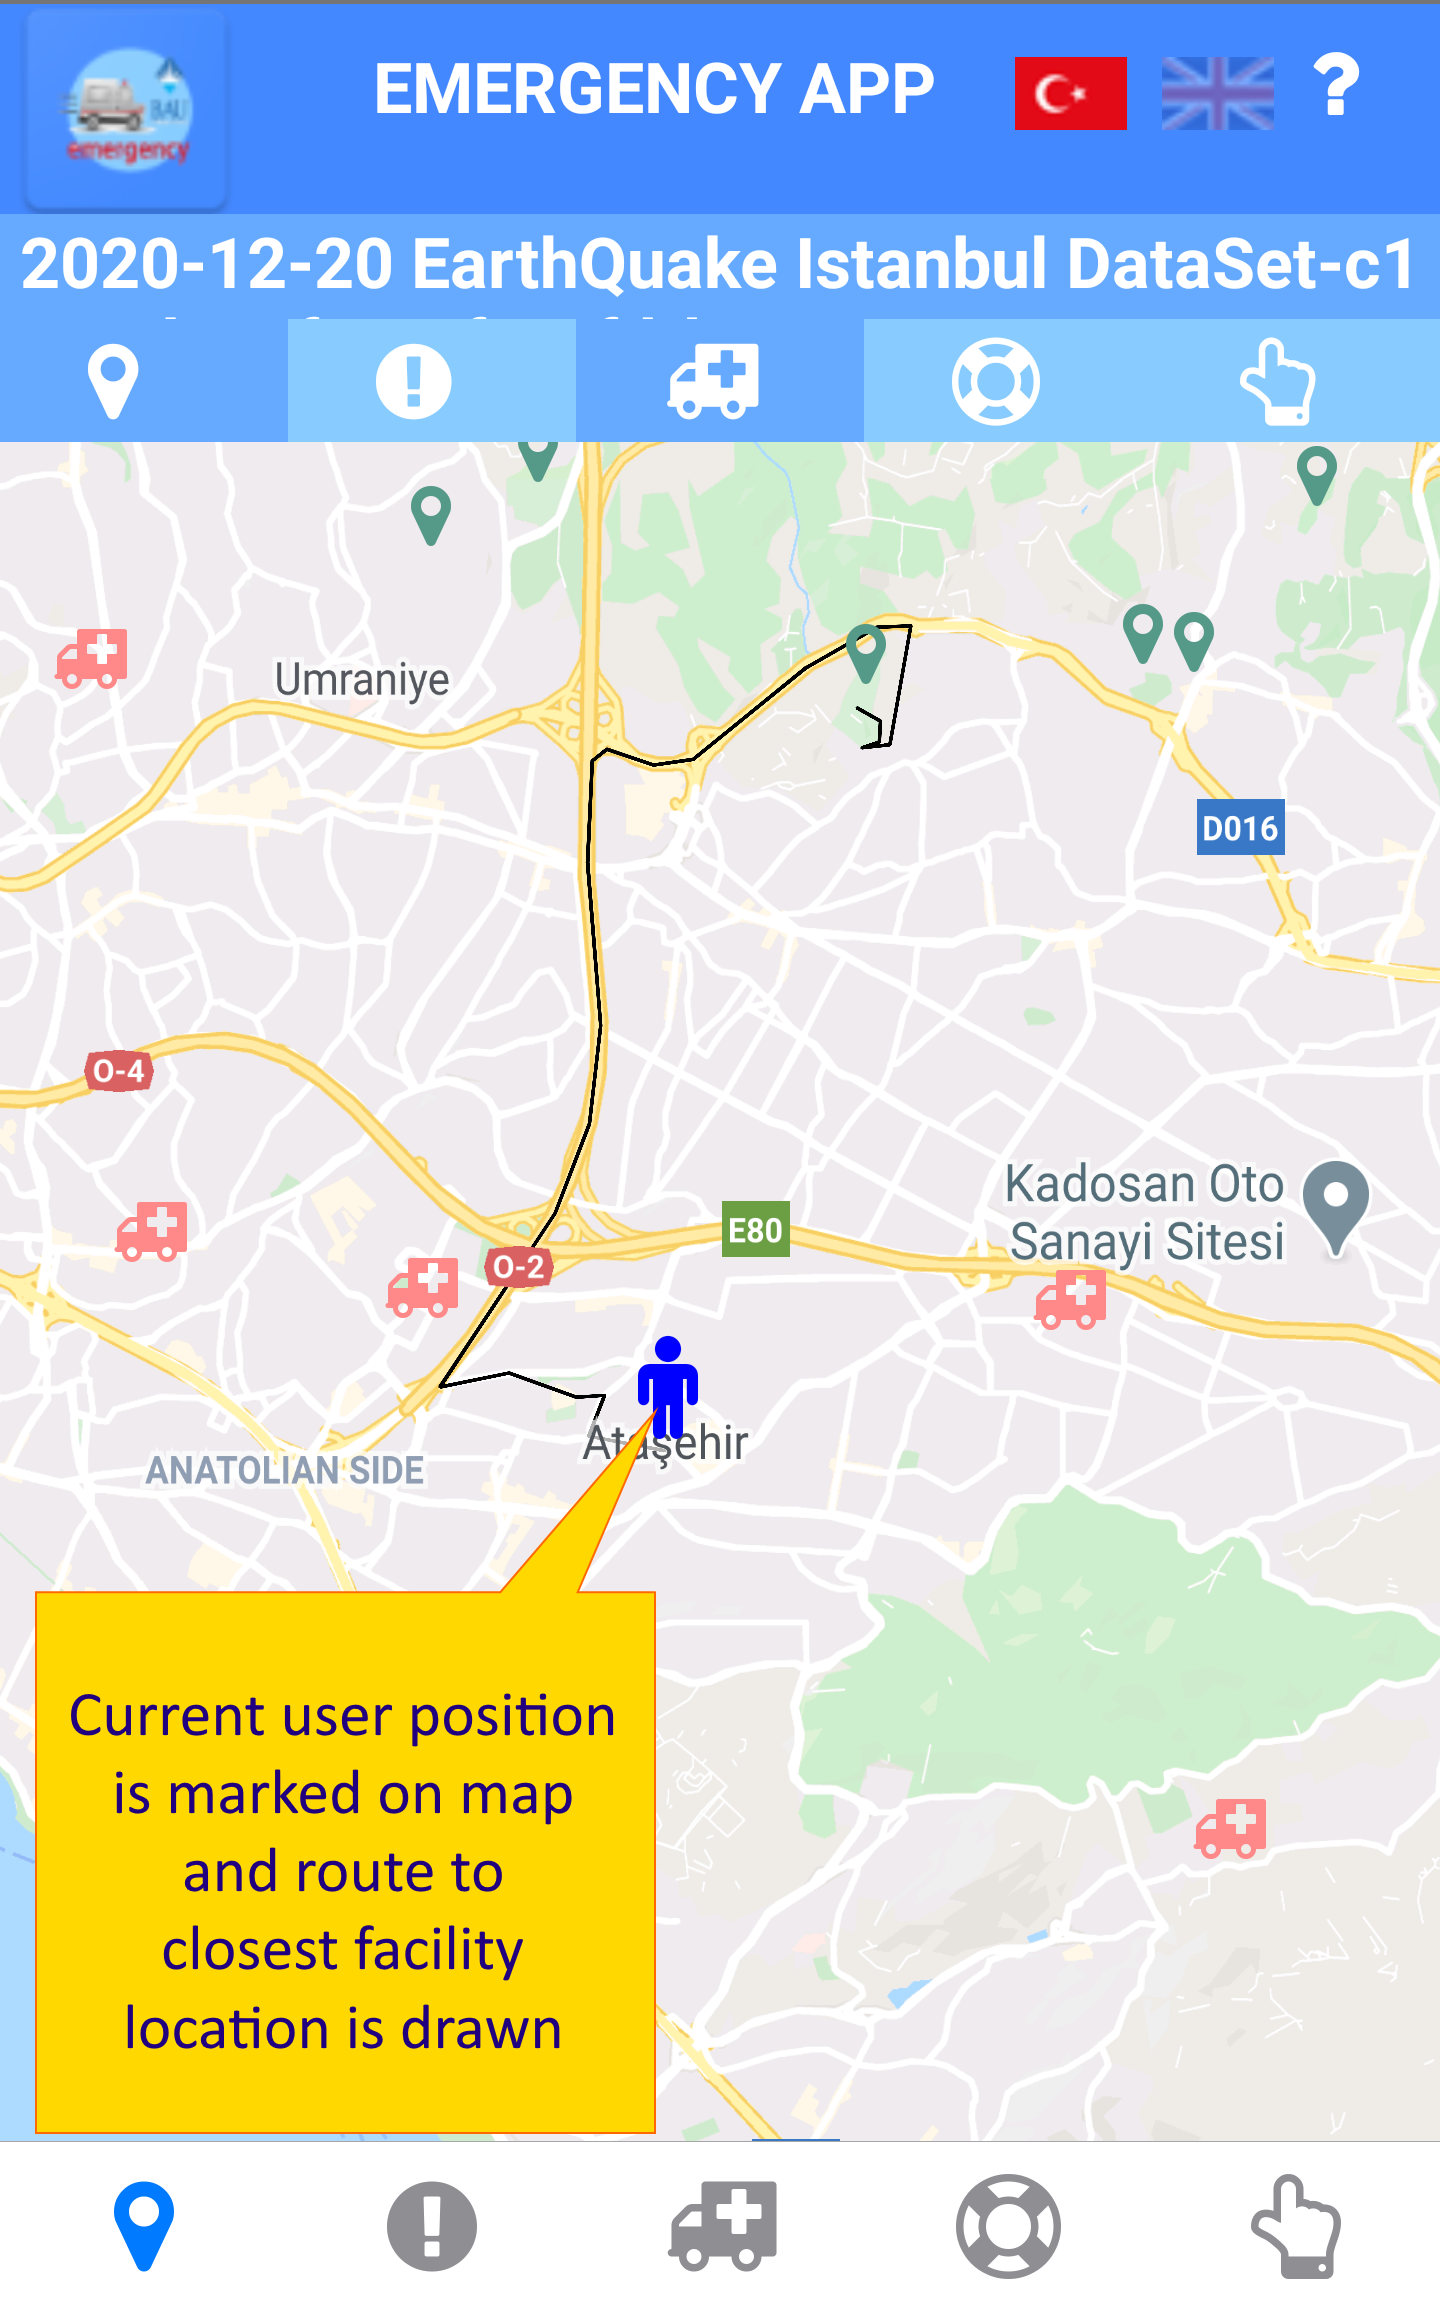 BAU
emergency
EMERGENCY APP
?
2020-12-20 EarthQuake Istanbul DataSet-c1
Umraniye
D016
O-4
Kadosan Oto
Sanayi Sitesi
E80
O-2
Ataşehir
ANATOLIAN SIDE
Current user position
is marked on map
and route to
closest facility
location is drawn